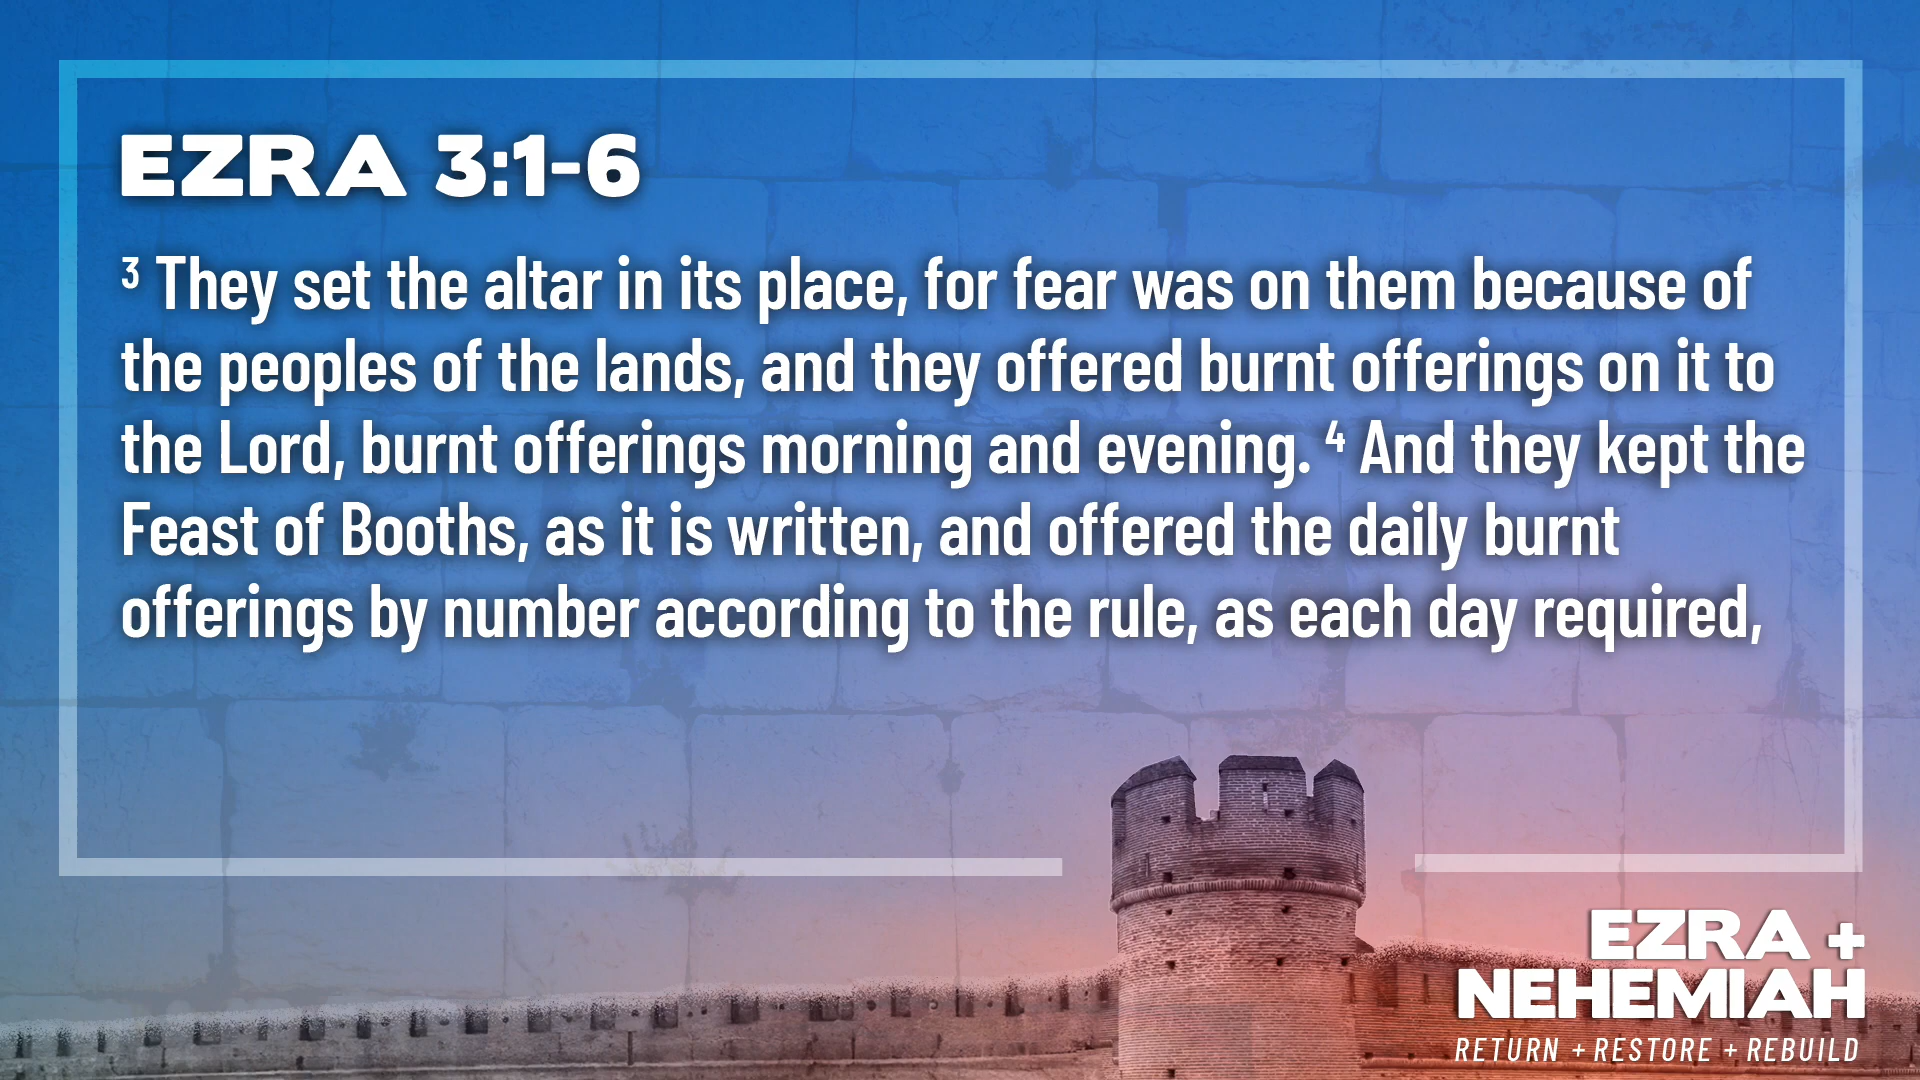 EZRA 3:1-6
3 They set the altar in its place, for fear was on them because of
the peoples of the lands, and they offered burnt offerings on it to
the Lord, burnt offerings morning and evening. 4 And they kept the
Feast of Booths, as it is written, and offered the daily burnt
offerings by number according to the rule, as each day required,
EZRA +
NEHEMIAH
RETURN + RESTORE + REBUILD